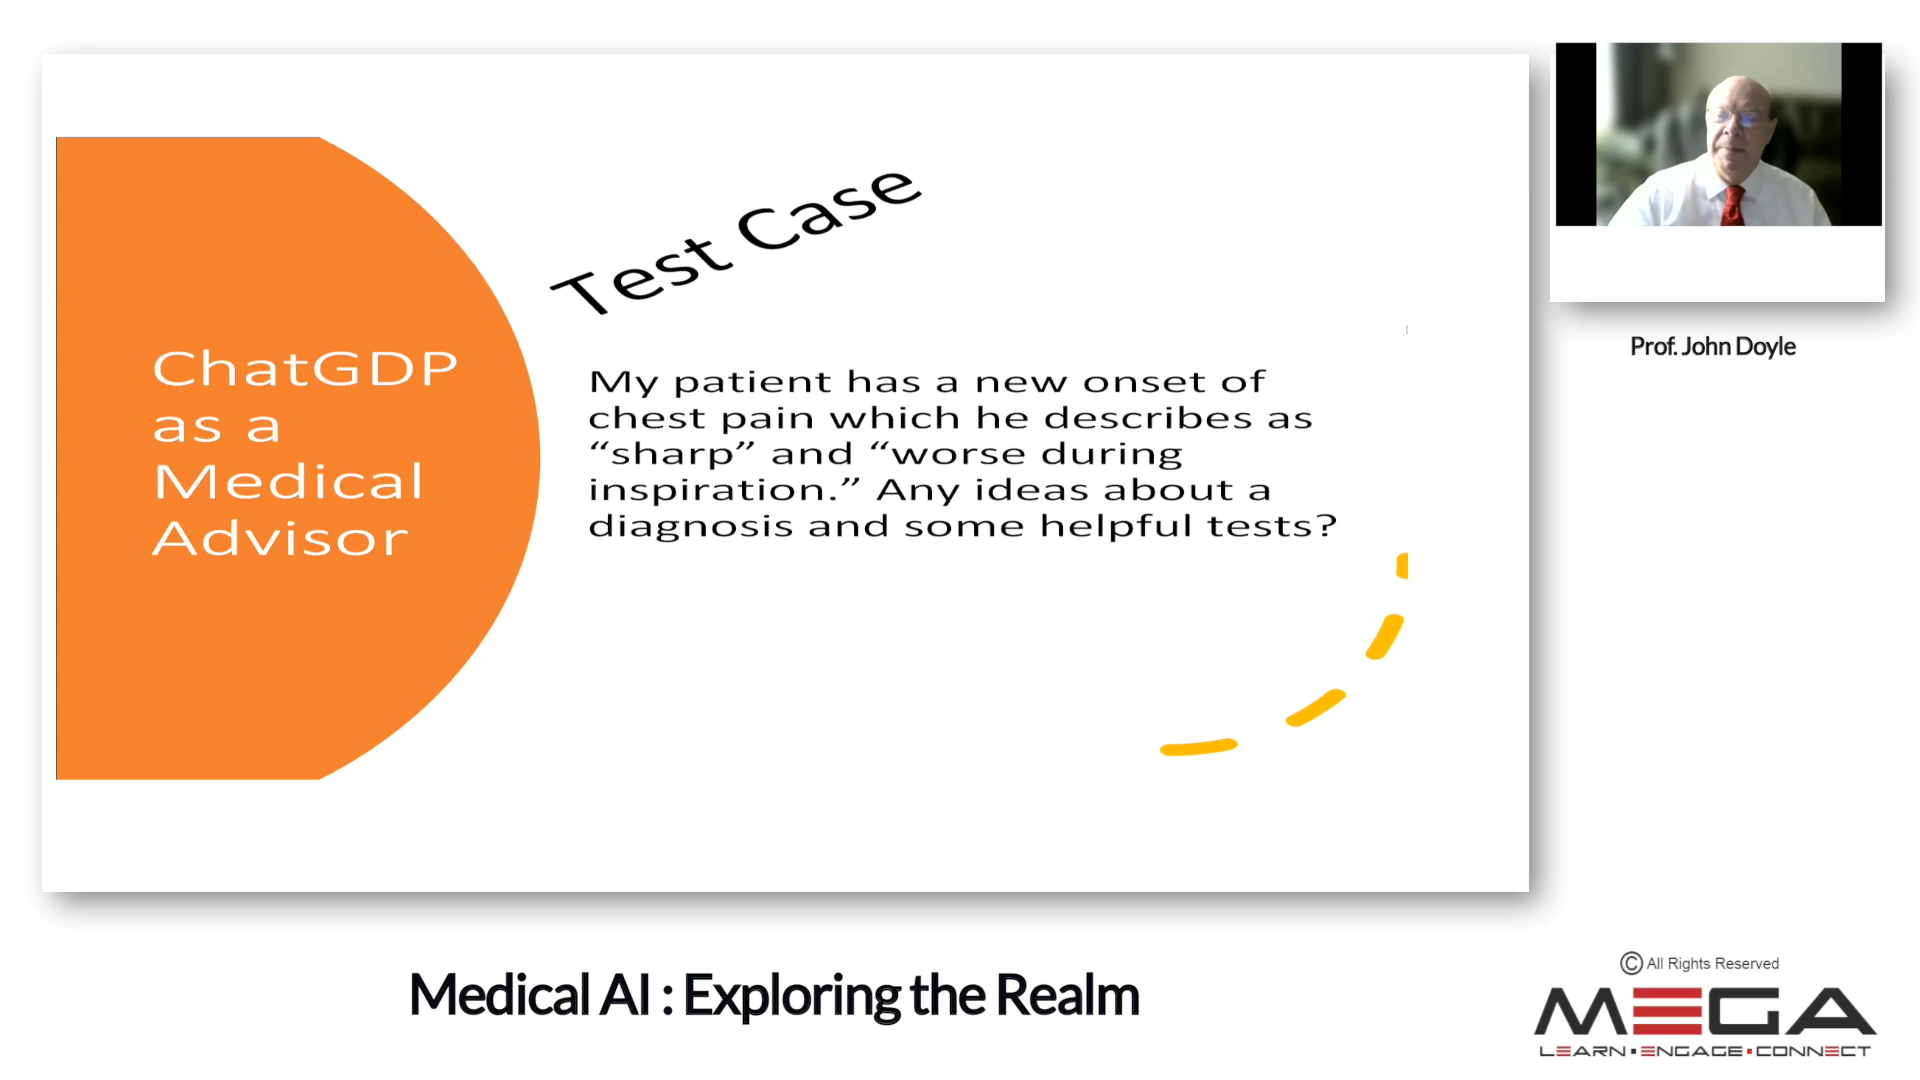 Test Case
ChatGDP
as a
Medical
Advisor
My patient has a new onset of
chest pain which he describes as
“sharp” and “worse during
inspiration.” Any ideas about a
diagnosis and some helpful tests?
Prof. John Doyle
Medical AI : Exploring the Realm
© All Rights Reserved
MEGA
LEARN▪ENGAGE▪CONNECT